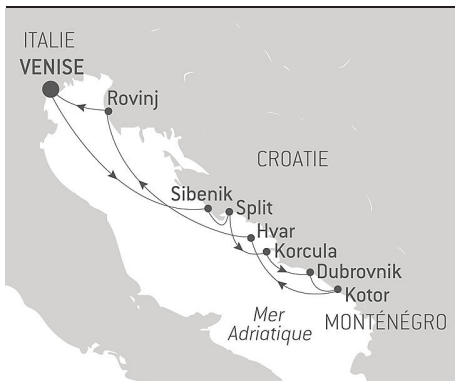 ITALIE
VENISE
Rovinj
CROATIE
Sibenik
Split
Hvar
Korcula
Dubrovnik
Kotor
Mer
Adriatique
MONTÉNÉGRO